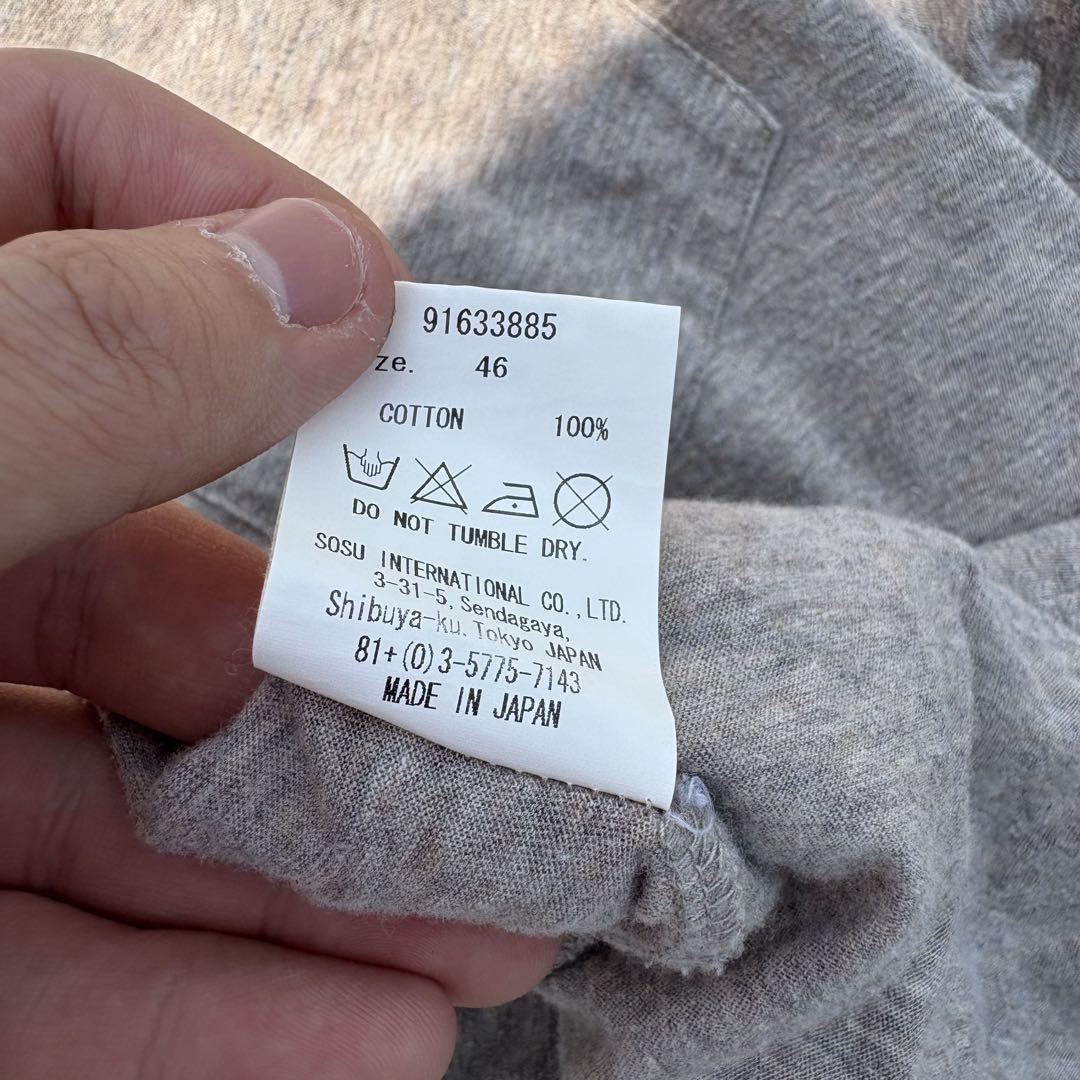 91633885
ze. 46
COTTON 100%
DO NOT TUMBLE DRY.
SOSU INTERNATIONAL CO.,LTD.
3-31-5, Sendagaya,
Shibuya-ku. Tokyo JAPAN
81+(0)3-5775-7143
MADE IN JAPAN